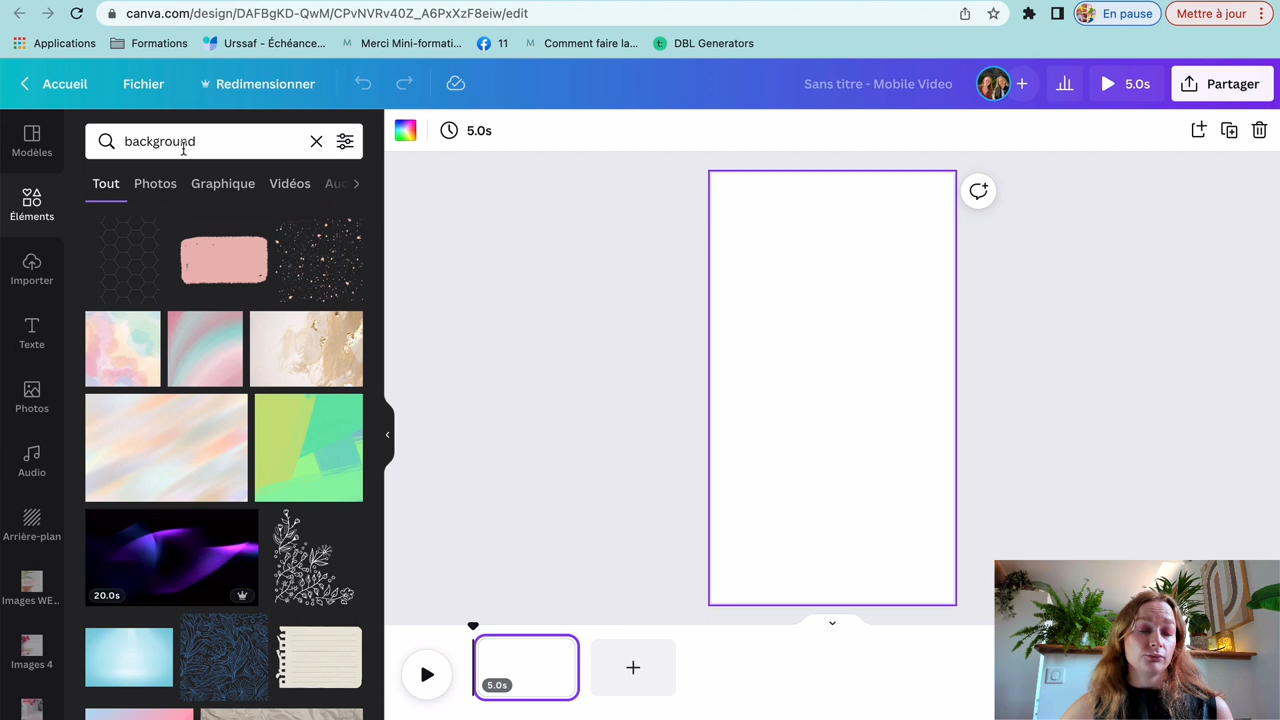 canva.com/design/DAFBgKD-QwM/CPvNVRv40Z_A6PxXzF8eiw/edit
En pause
Mettre à jour
Applications
Formations
Urssaf - Échéance...
Merci Mini-formati...
11
Comment faire la...
DBL Generators
Accueil
Fichier
Redimensionner
Sans titre - Mobile Video
5.0s
Partager
Modèles
Éléments
Importer
Texte
Photos
Audio
Arrière-plan
Images WE...
Images 4
background
Tout
Photos
Graphique
Vidéos
Au
20.0s
5.0s
5.0s